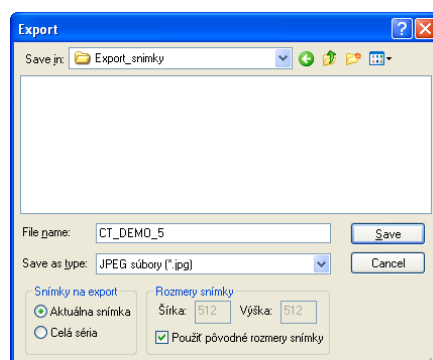 Export
Save in: Export_snimky
File name: CT_DEMO_5 Save
Save as type: JPEG súbory (*.jpg) Cancel
Snímky na export Rozmery snímky
Aktuálna snímka Šírka: 512 Výška: 512
Celá séria Použiť pôvodné rozmery snímky